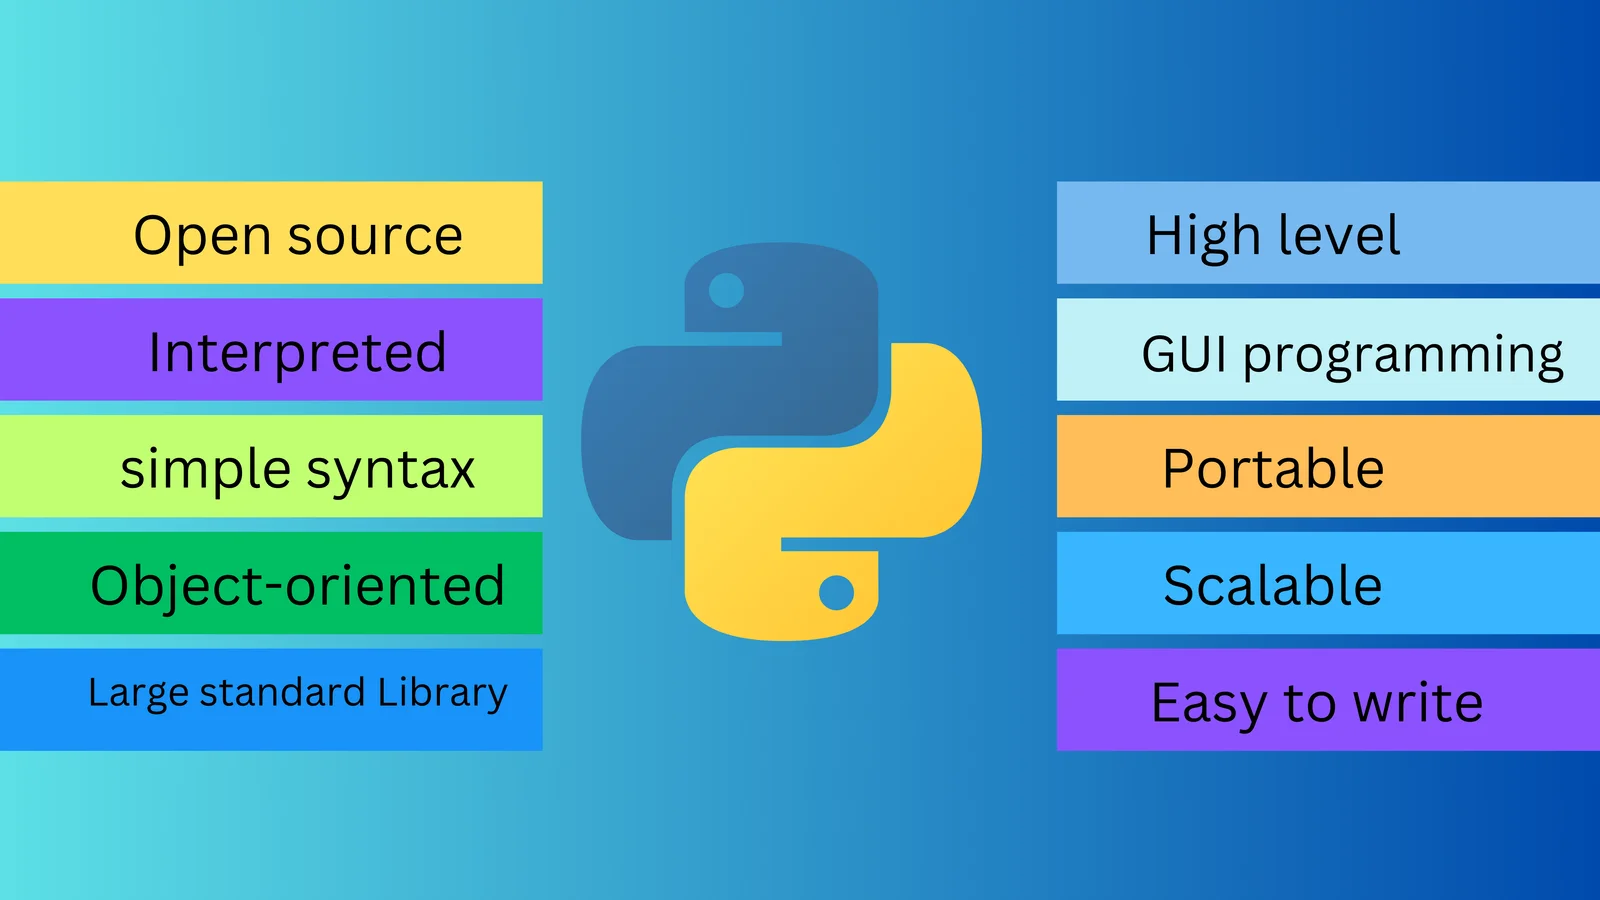 Open source
Interpreted
simple syntax
Object-oriented
Large standard Library
High level
GUI programming
Portable
Scalable
Easy to write